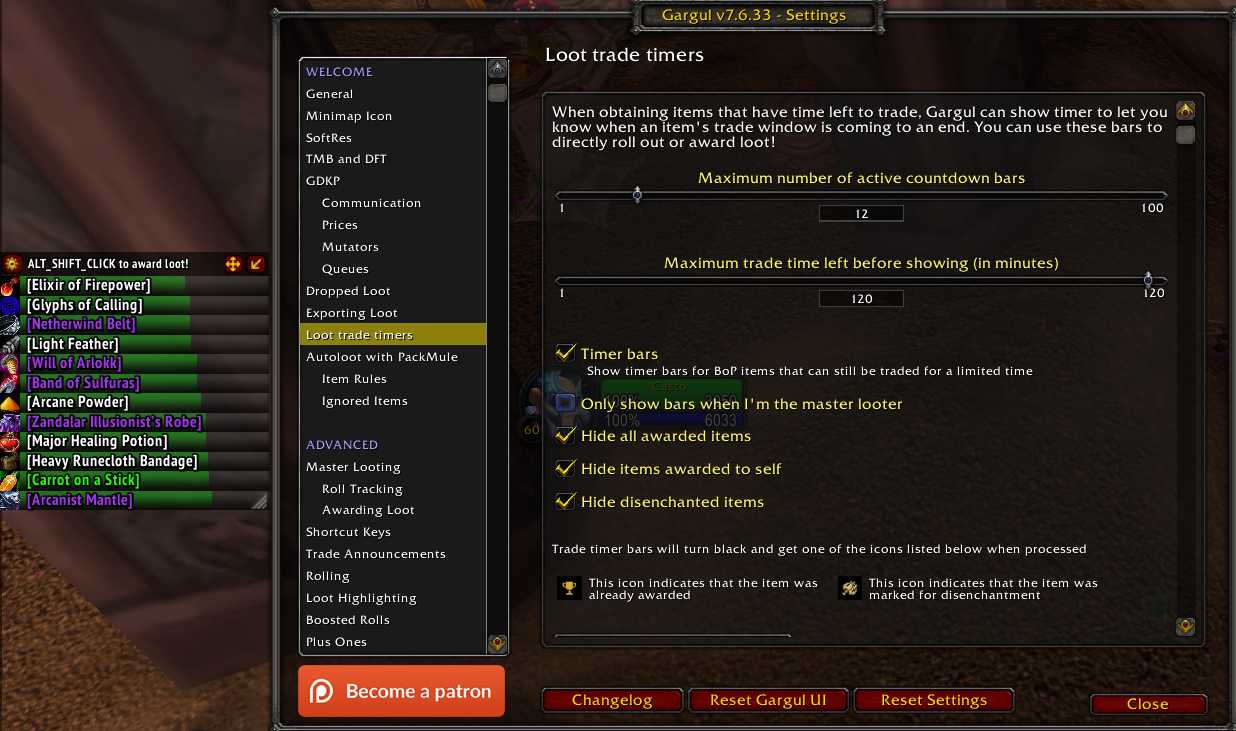 Gargul v7.6.33 - Settings
Loot trade timers
WELCOME
General
Minimap Icon
SoftRes
TMB and DFT
GDKP
Communication
Prices
Mutators
Queues
Dropped Loot
Exporting Loot
Loot trade timers
Autoloot with PackMule
Item Rules
Ignored Items
ADVANCED
Master Looting
Roll Tracking
Awarding Loot
Shortcut Keys
Trade Announcements
Rolling
Loot Highlighting
Boosted Rolls
Plus Ones
Become a patron
ALT_SHIFT_CLICK to award loot!
[Elixir of Firepower]
[Glyphs of Calling]
[Netherwind Belt]
[Light Feather]
[Will of Arlokk]
[Band of Sulfuras]
[Arcane Powder]
[Zandalar Illusionist's Robe]
[Major Healing Potion]
[Heavy Runecloth Bandage]
[Carrot on a Stick]
[Arcanist Mantle]
When obtaining items that have time left to trade, Gargul can show timer to let you
know when an item's trade window is coming to an end. You can use these bars to
directly roll out or award loot!
Maximum number of active countdown bars
1
12
100
Maximum trade time left before showing (in minutes)
1
120
120
Timer bars
Show timer bars for BoP items that can still be traded for a limited time
Casto
100%
Only show bars when I'm the master looter
100% 6033
60
Hide all awarded items
Hide items awarded to self
Hide disenchanted items
Trade timer bars will turn black and get one of the icons listed below when processed
This icon indicates that the item was
already awarded
This icon indicates that the item was
marked for disenchantment
Changelog
Reset Gargul UI
Reset Settings
Close